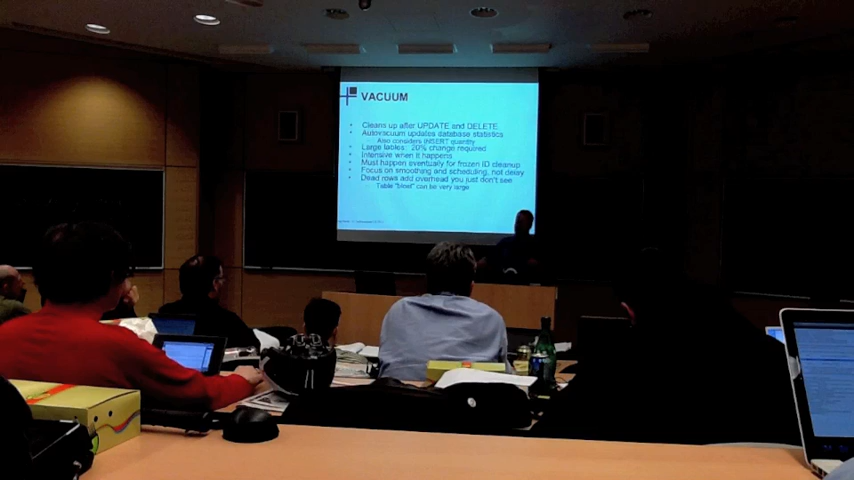 VACUUM
• Cleans up after UPDATE and DELETE
• Autovacuum updates database statistics
Also considers INSERT quantity
• Large tables: 20% change required
• Intensive when it happens
• Must happen eventually for frozen ID cleanup
• Focus on smoothing and scheduling, not delay
• Dead rows add overhead you just don't see
Table "bloat" can be very large